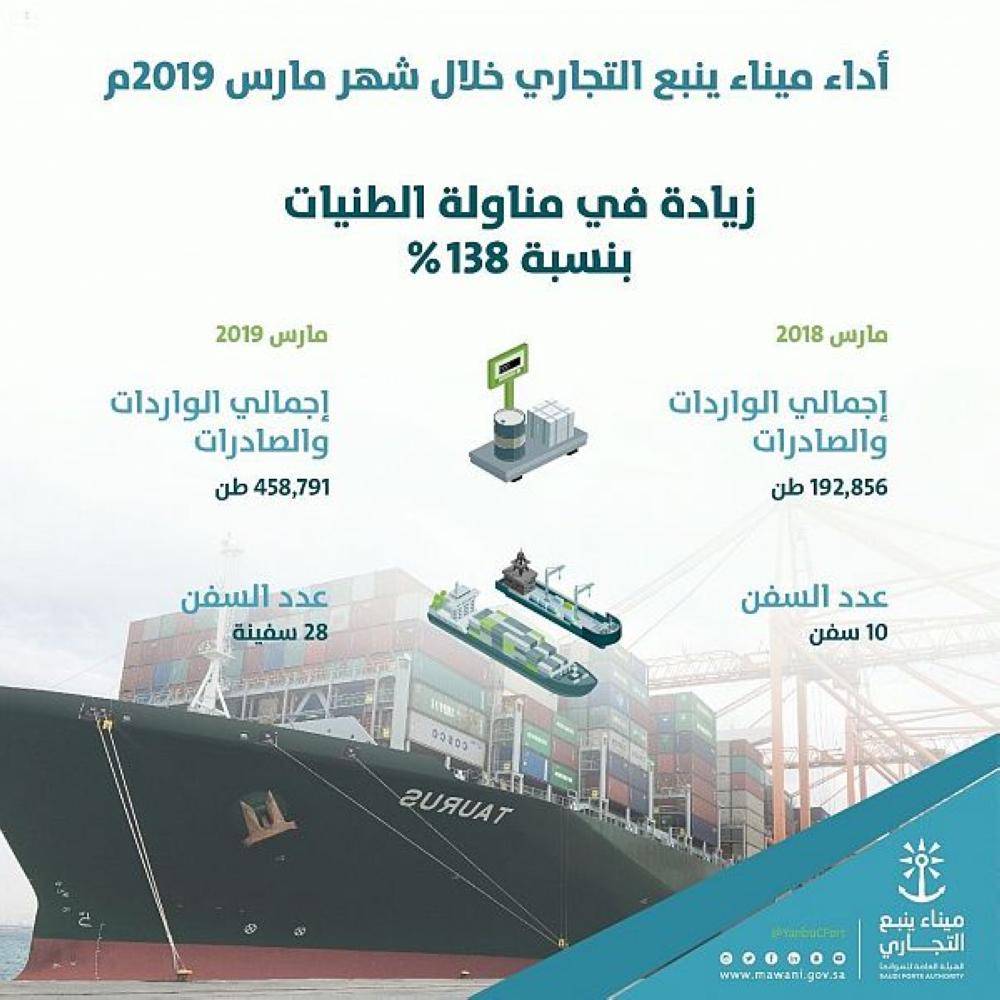 أداء ميناء ينبع التجاري خلال شهر مارس 2019م
زيادة في مناولة الطنيات
بنسبة 138%
مارس 2018
إجمالي الواردات
والصادرات
192,856 طن
عدد السفن
10 سفن
مارس 2019
إجمالي الواردات
والصادرات
458,791 طن
عدد السفن
28 سفينة
COSCO
TAURUS
ميناء ينبع
التجــاري
الهيئة العامة للموانئ
SAUDI PORTS AUTHORITY
@YanbuCPort
www.mawani.gov.sa